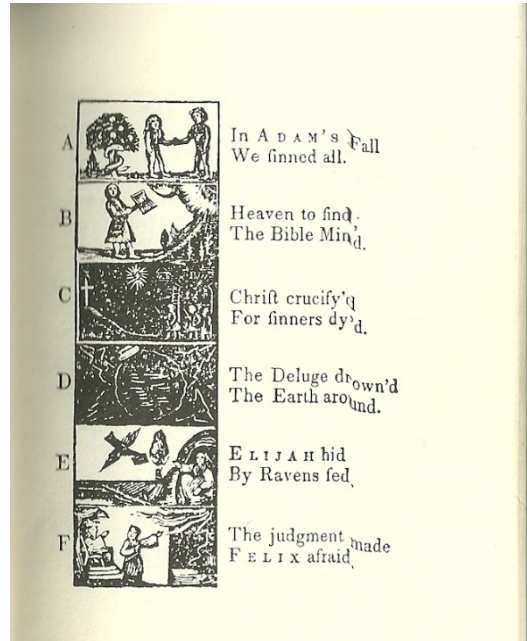 A
In ADAM'S Fall
We ſinned all.
B
Heaven to find
The Bible Mind.
C
Chriſt crucify'd
For ſinners dy'd.
D
The Deluge drown'd
The Earth around.
E
ELIJAH hid
By Ravens fed
F
The judgment made
FELIX afraid